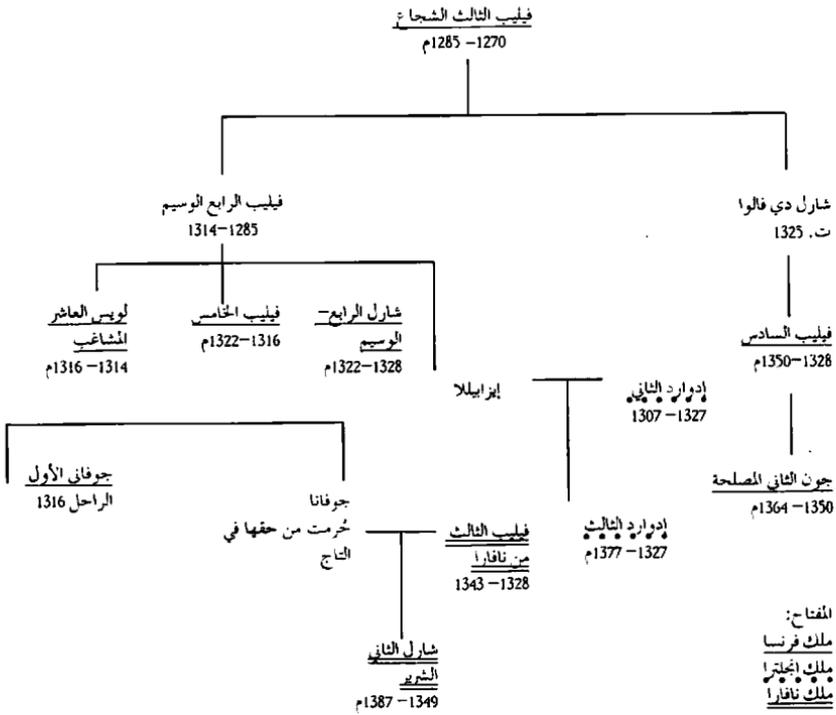 فيليب الثالث الشجاع
1270–1285م
فيليب الرابع الوسيم
1285–1314
شارل دي فالوا
ت. 1325
لويس العاشر
المشاغب
1314–1316م
فيليب الخامس
1316–1322م
شارل الرابع–
الوسيم
1328–1322م
إيزابيللا
إدوارد الثاني
1327–1307
فيليب السادس
1328–1350م
جوفاني الأول
الراحل 1316
جوفانا
حُرمت من حقها في
التاج
فيليب الثالث
من نافارا
1328–1343
إدوارد الثالث
1327–1377م
جون الثاني المصلحة
1350–1364م
شارل الثاني
الشرير
1349–1387م
المفتاح:
ملك فرنسا
ملك انجلترا
ملك نافارا